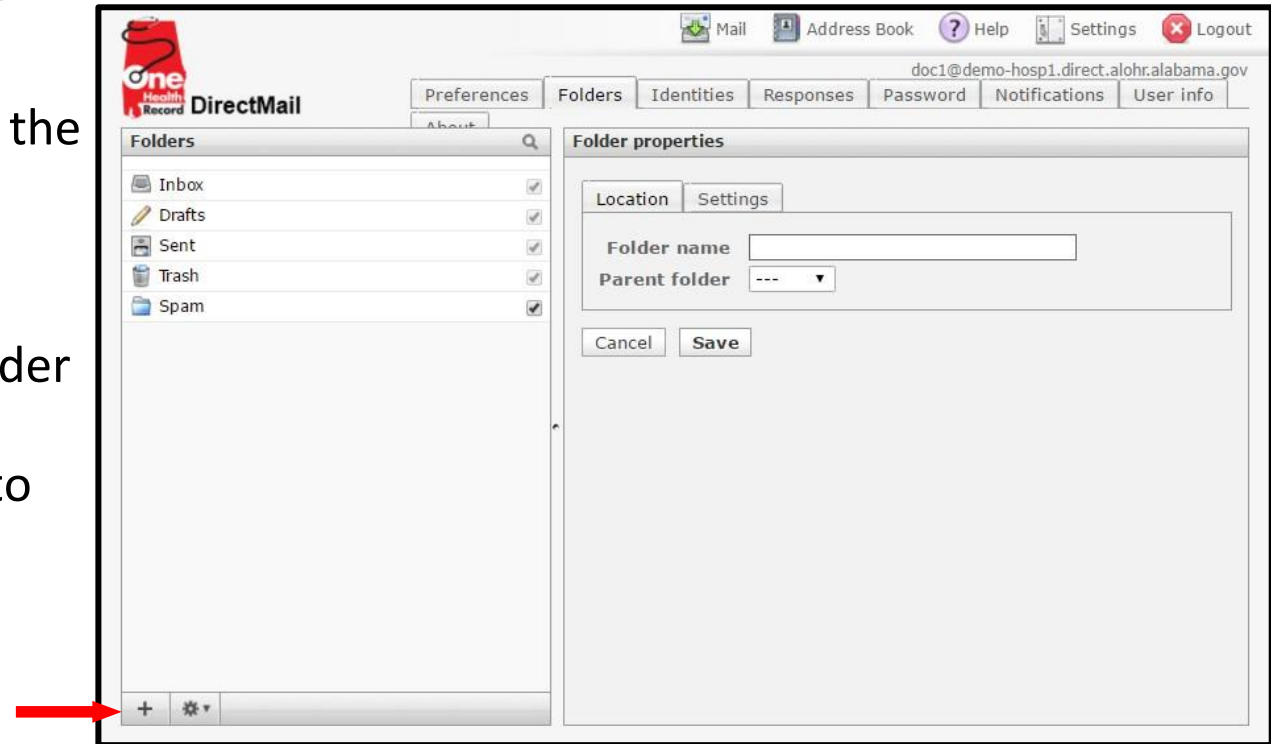 the
der
to
Mail Address Book ? Help Settings Logout
doc1@demo-hosp1.direct.alohr.alabama.gov
One
Health
Record
DirectMail
Preferences Folders Identities Responses Password Notifications User info
About
Folders
Inbox
Drafts
Sent
Trash
Spam
Folder properties
Location Settings
Folder name
Parent folder ---
Cancel Save
+